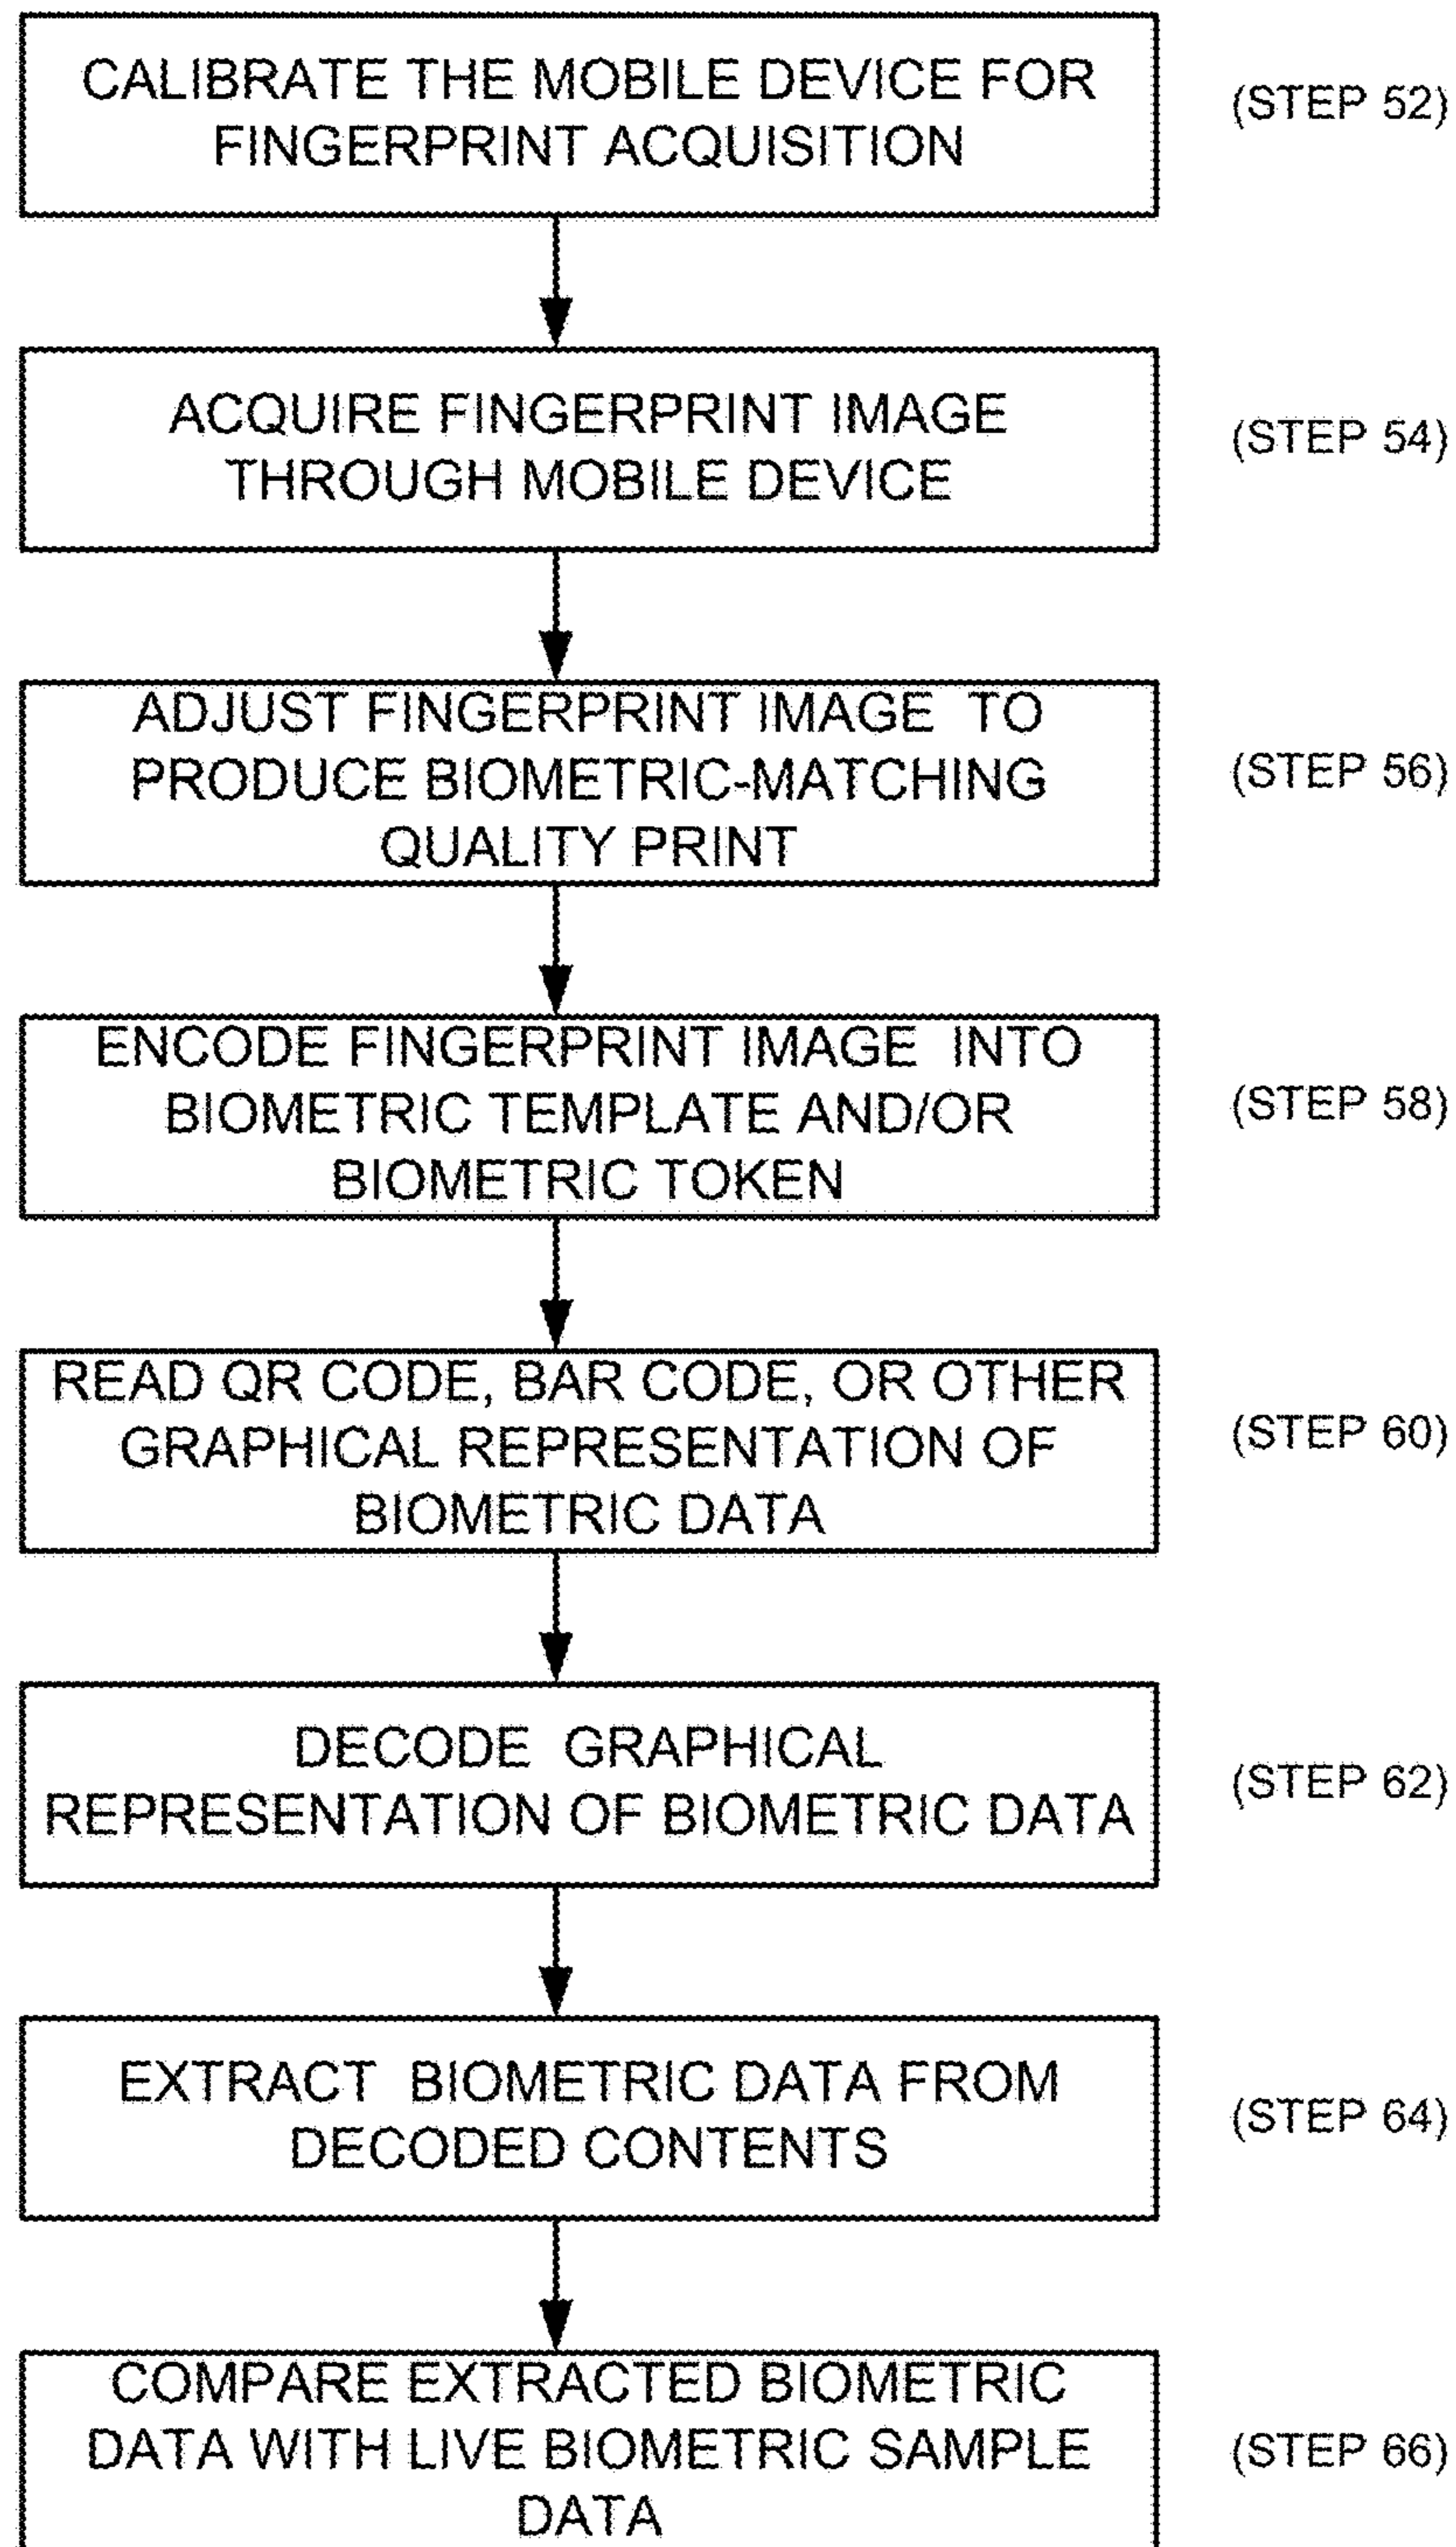 CALIBRATE THE MOBILE DEVICE FOR
FINGERPRINT ACQUISITION
(STEP 52)
ACQUIRE FINGERPRINT IMAGE
THROUGH MOBILE DEVICE
(STEP 54)
ADJUST FINGERPRINT IMAGE TO
PRODUCE BIOMETRIC-MATCHING
QUALITY PRINT
(STEP 56)
ENCODE FINGERPRINT IMAGE INTO
BIOMETRIC TEMPLATE AND/OR
BIOMETRIC TOKEN
(STEP 58)
READ QR CODE, BAR CODE, OR OTHER
GRAPHICAL REPRESENTATION OF
BIOMETRIC DATA
(STEP 60)
DECODE GRAPHICAL
REPRESENTATION OF BIOMETRIC DATA
(STEP 62)
EXTRACT BIOMETRIC DATA FROM
DECODED CONTENTS
(STEP 64)
COMPARE EXTRACTED BIOMETRIC
DATA WITH LIVE BIOMETRIC SAMPLE
DATA
(STEP 66)